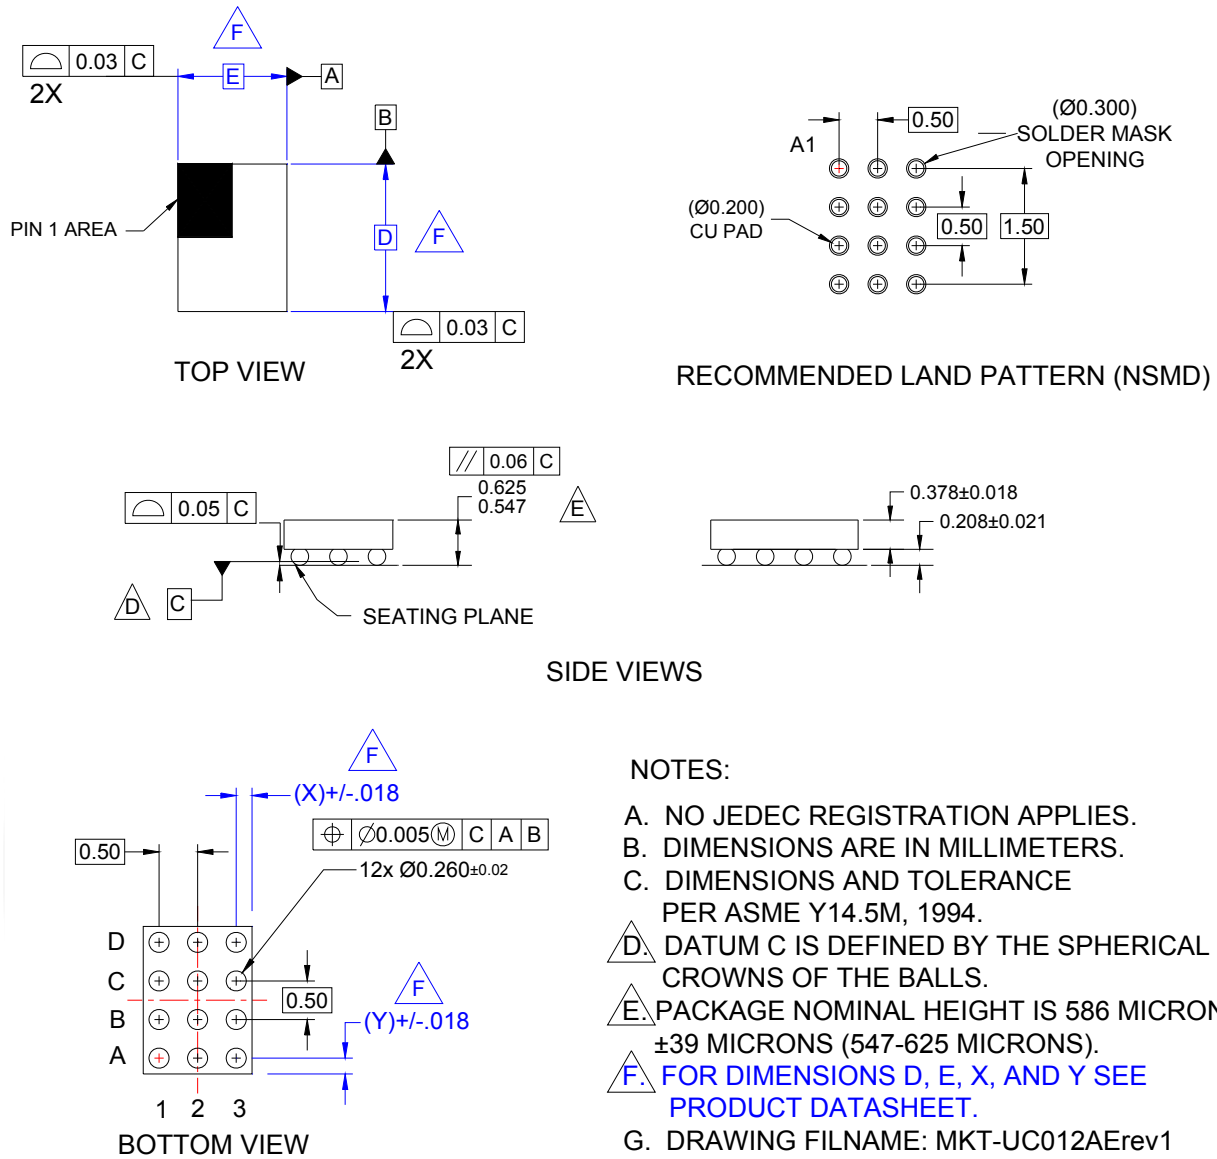 F
0.03 C
2X
E
A
B
PIN 1 AREA
D
F
0.03 C
2X
TOP VIEW
(Ø0.300)
SOLDER MASK
OPENING
0.50
A1
(Ø0.200)
CU PAD
0.50
1.50
RECOMMENDED LAND PATTERN (NSMD)
// 0.06 C
0.625
0.547
E
0.05 C
D
C
SEATING PLANE
0.378±0.018
0.208±0.021
SIDE VIEWS
F
(X)+/-.018
Ø0.005Ⓜ C A B
12x Ø0.260±0.02
0.50
D
C
B
A
0.50
F
(Y)+/-.018
1 2 3
BOTTOM VIEW
NOTES:
A. NO JEDEC REGISTRATION APPLIES.
B. DIMENSIONS ARE IN MILLIMETERS.
C. DIMENSIONS AND TOLERANCE
PER ASME Y14.5M, 1994.
D. DATUM C IS DEFINED BY THE SPHERICAL
CROWNS OF THE BALLS.
E. PACKAGE NOMINAL HEIGHT IS 586 MICRON
±39 MICRONS (547-625 MICRONS).
F. FOR DIMENSIONS D, E, X, AND Y SEE
PRODUCT DATASHEET.
G. DRAWING FILNAME: MKT-UC012AErev1